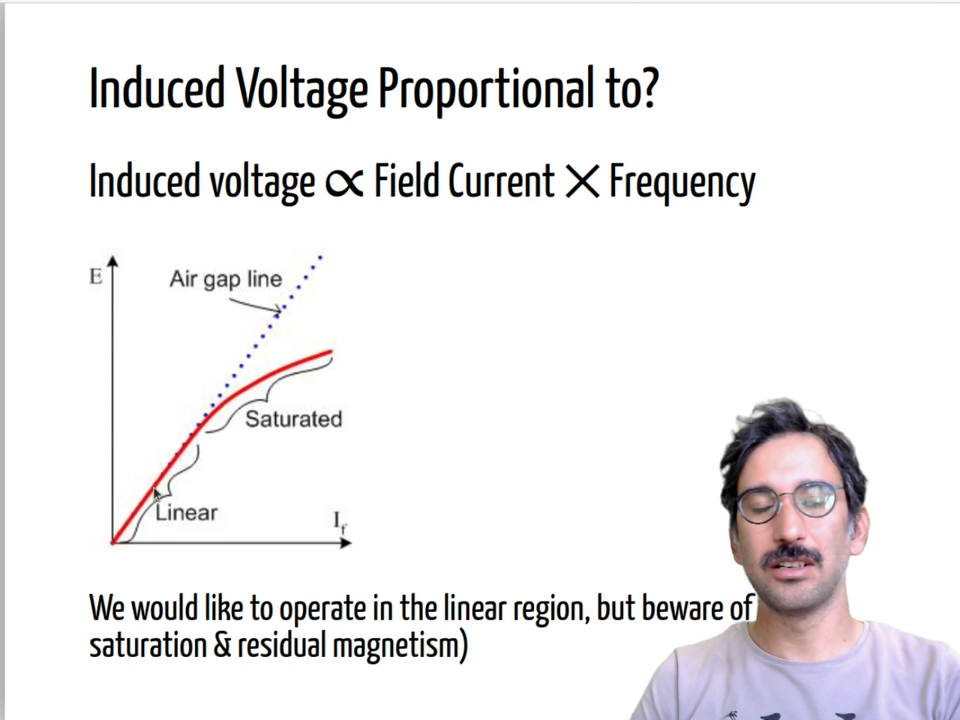 Induced Voltage Proportional to?
Induced voltage ∝ Field Current × Frequency
E
Air gap line
Saturated
Linear
I_f
We would like to operate in the linear region, but beware of
saturation & residual magnetism)